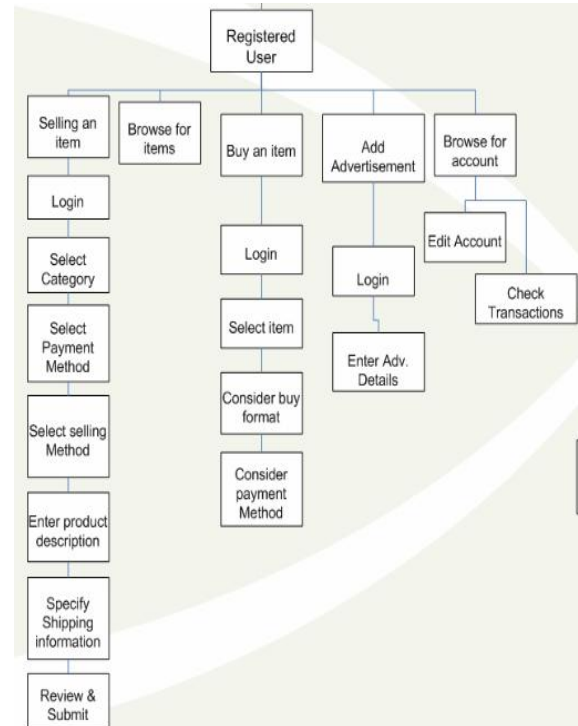 Registered
User
Selling an
item
Browse for
items
Buy an item
Add
Advertisement
Browse for
account
Login
Select
Category
Select
Payment
Method
Select selling
Method
Enter product
description
Specify
Shipping
information
Review &
Submit
Login
Select item
Consider buy
format
Consider
payment
Method
Login
Enter Adv.
Details
Edit Account
Check
Transactions